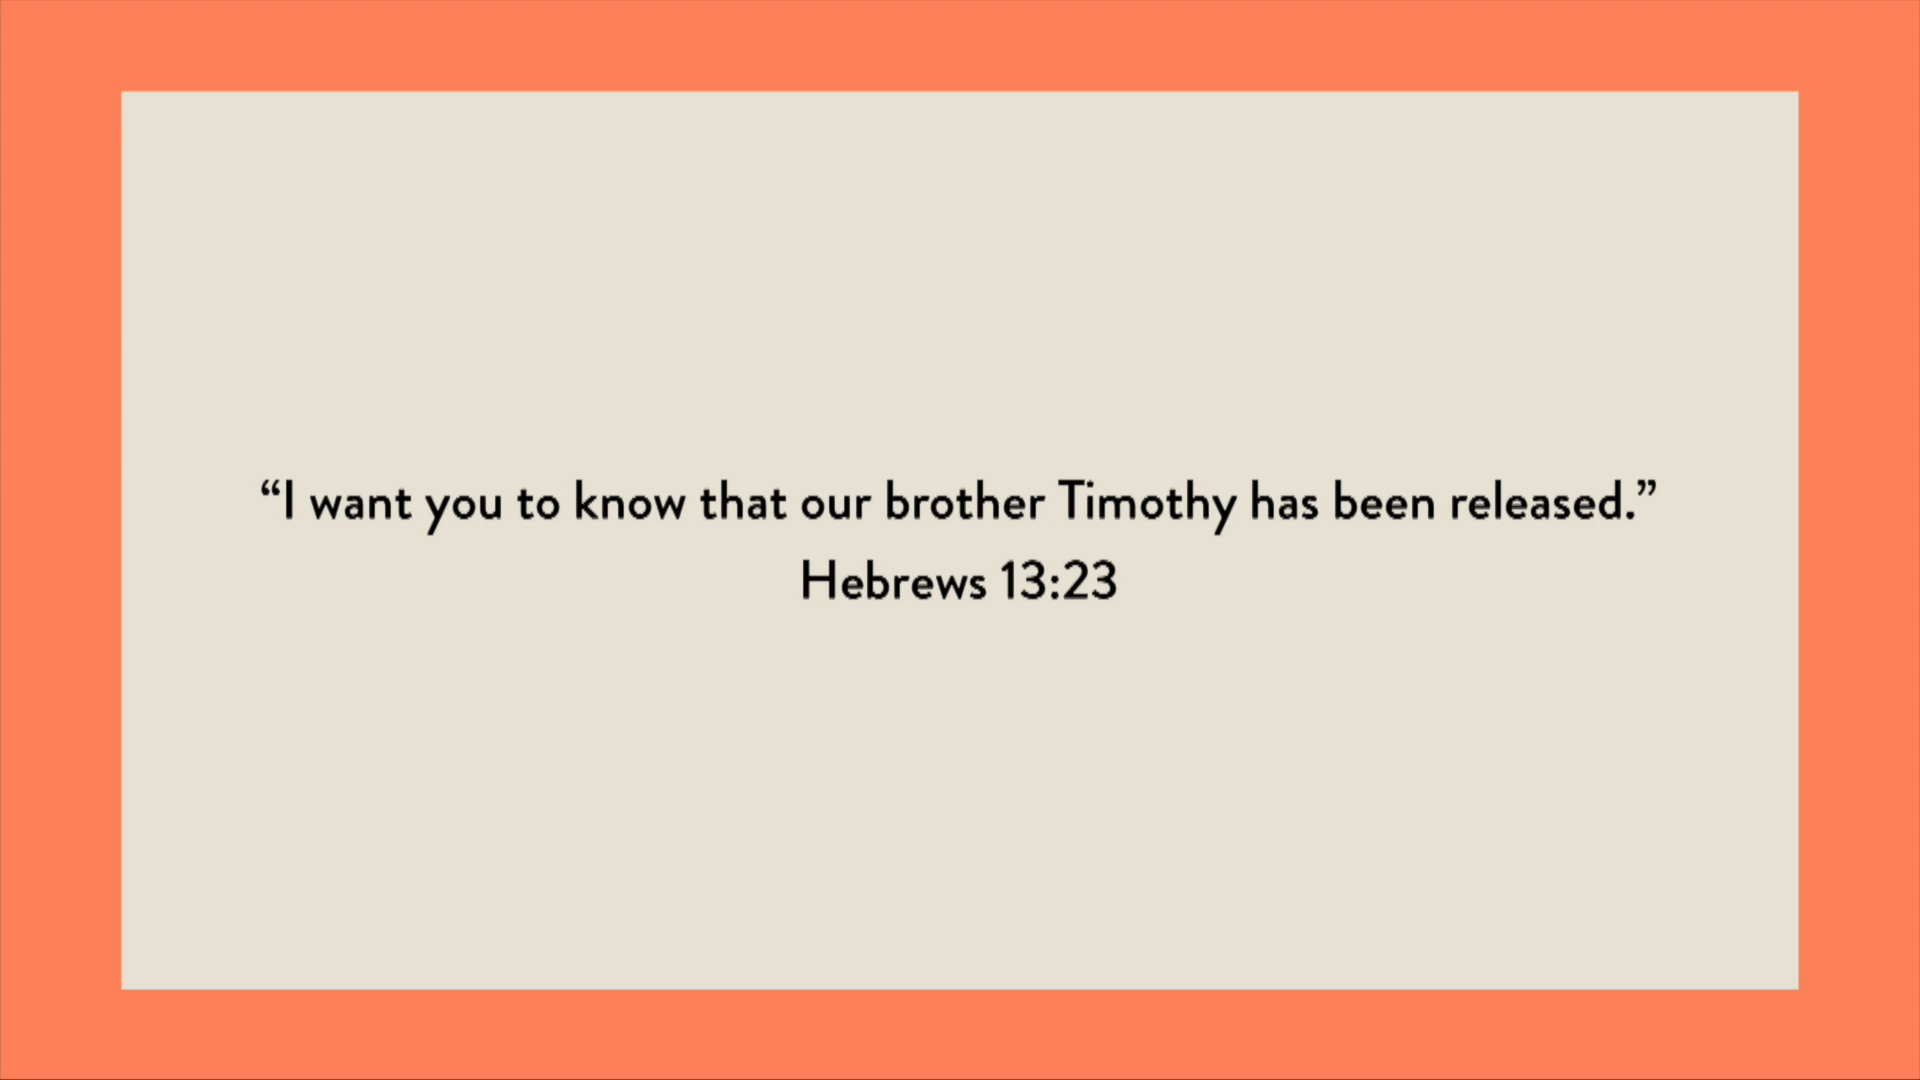 “I want you to know that our brother Timothy has been released.”
Hebrews 13:23